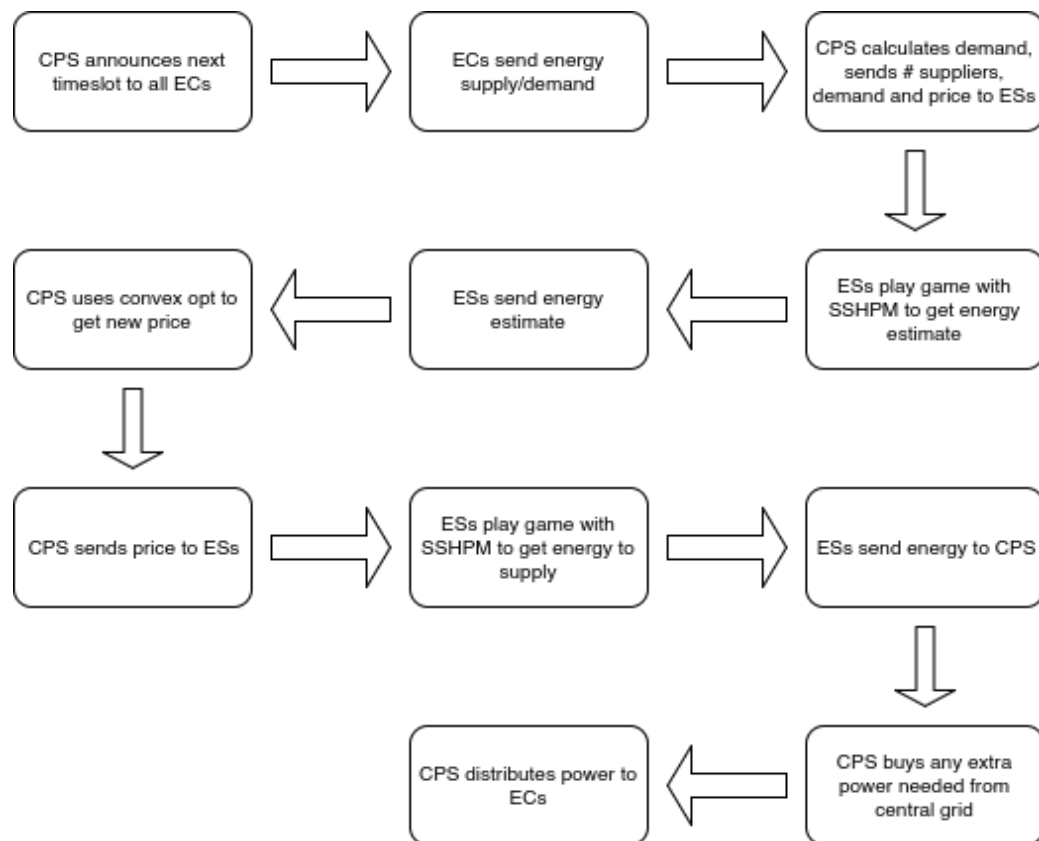 CPS announces next
timeslot to all ECs
ECs send energy
supply/demand
CPS calculates demand,
sends # suppliers,
demand and price to ESs
ESs play game with
SSHPM to get energy
estimate
ESs send energy
estimate
CPS uses convex opt to
get new price
CPS sends price to ESs
ESs play game with
SSHPM to get energy to
supply
ESs send energy to CPS
CPS buys any extra
power needed from
central grid
CPS distributes power to
ECs